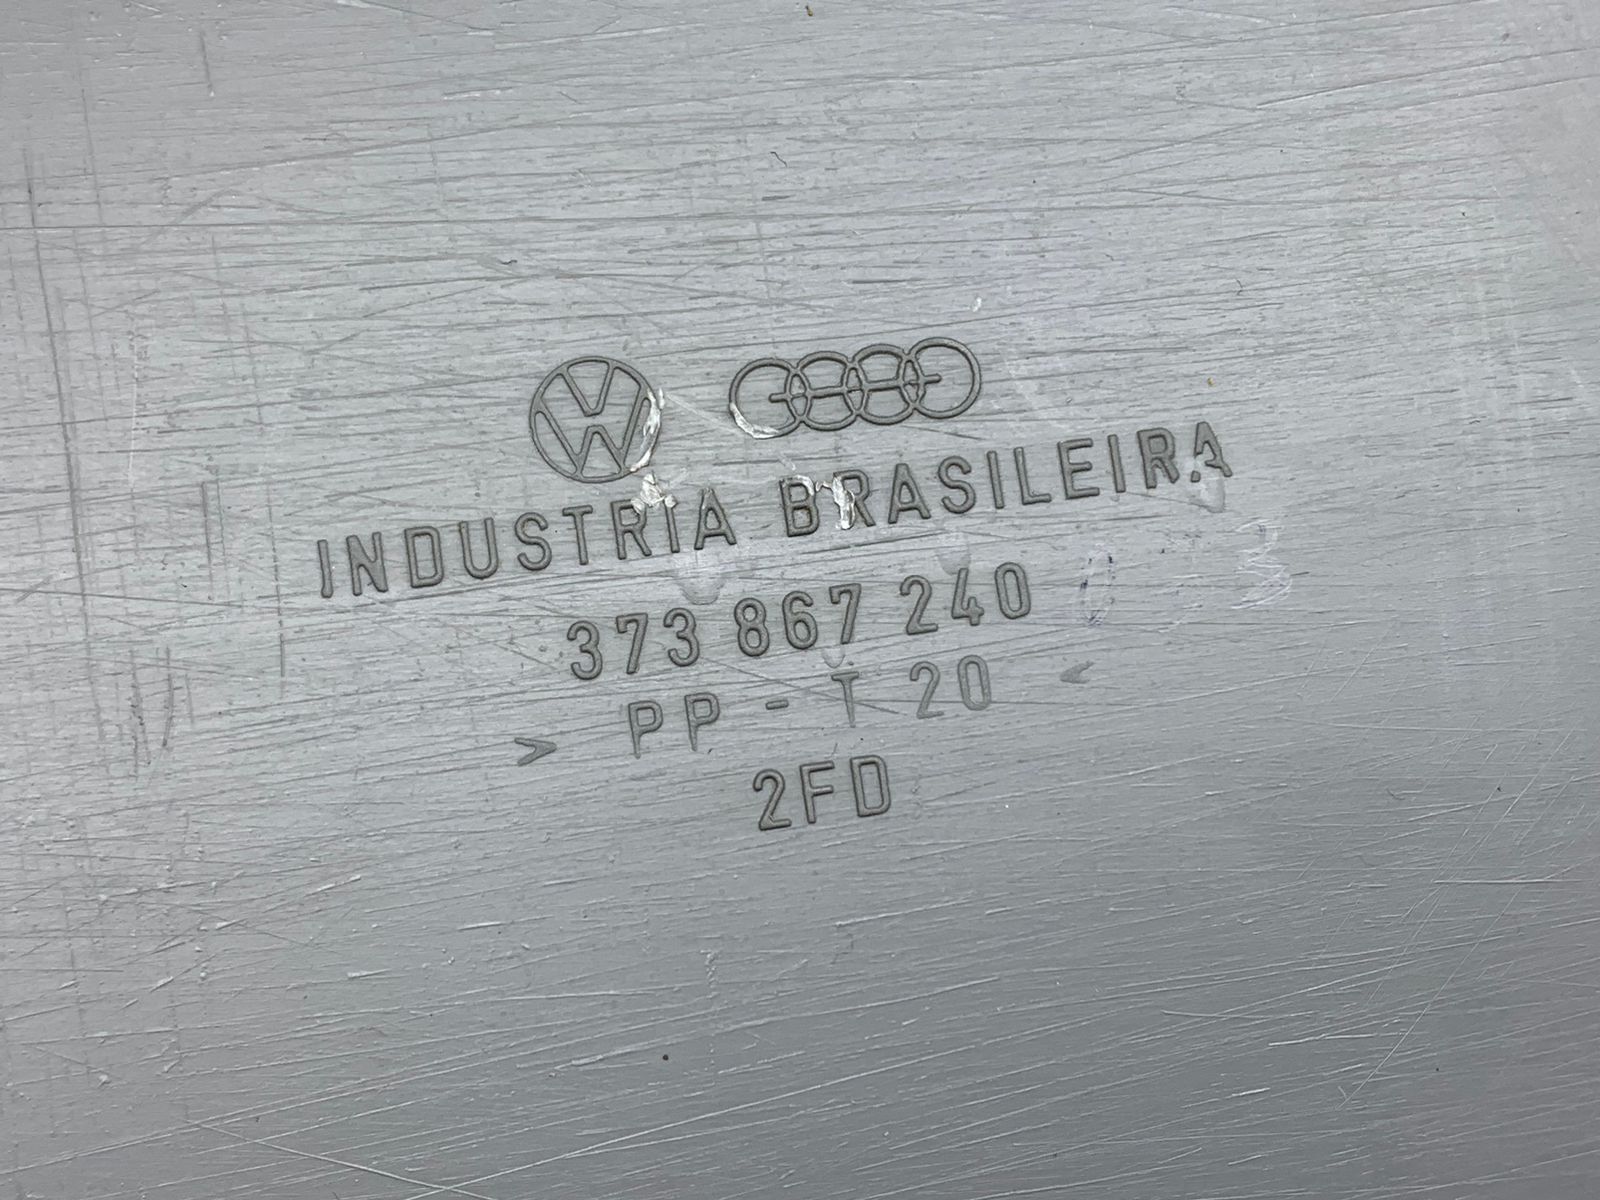 INDUSTRIA BRASILEIRA
373 867 240
> PP - T 20 <
2FD